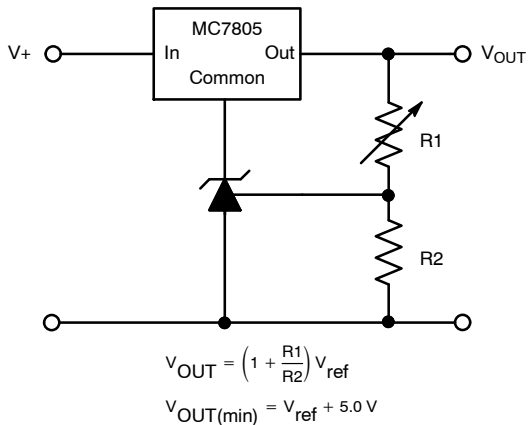 MC7805
V+ In Out VOUT
Common
R1
R2
VOUT = (1 + R1/R2) Vref
VOUT(min) = Vref + 5.0 V